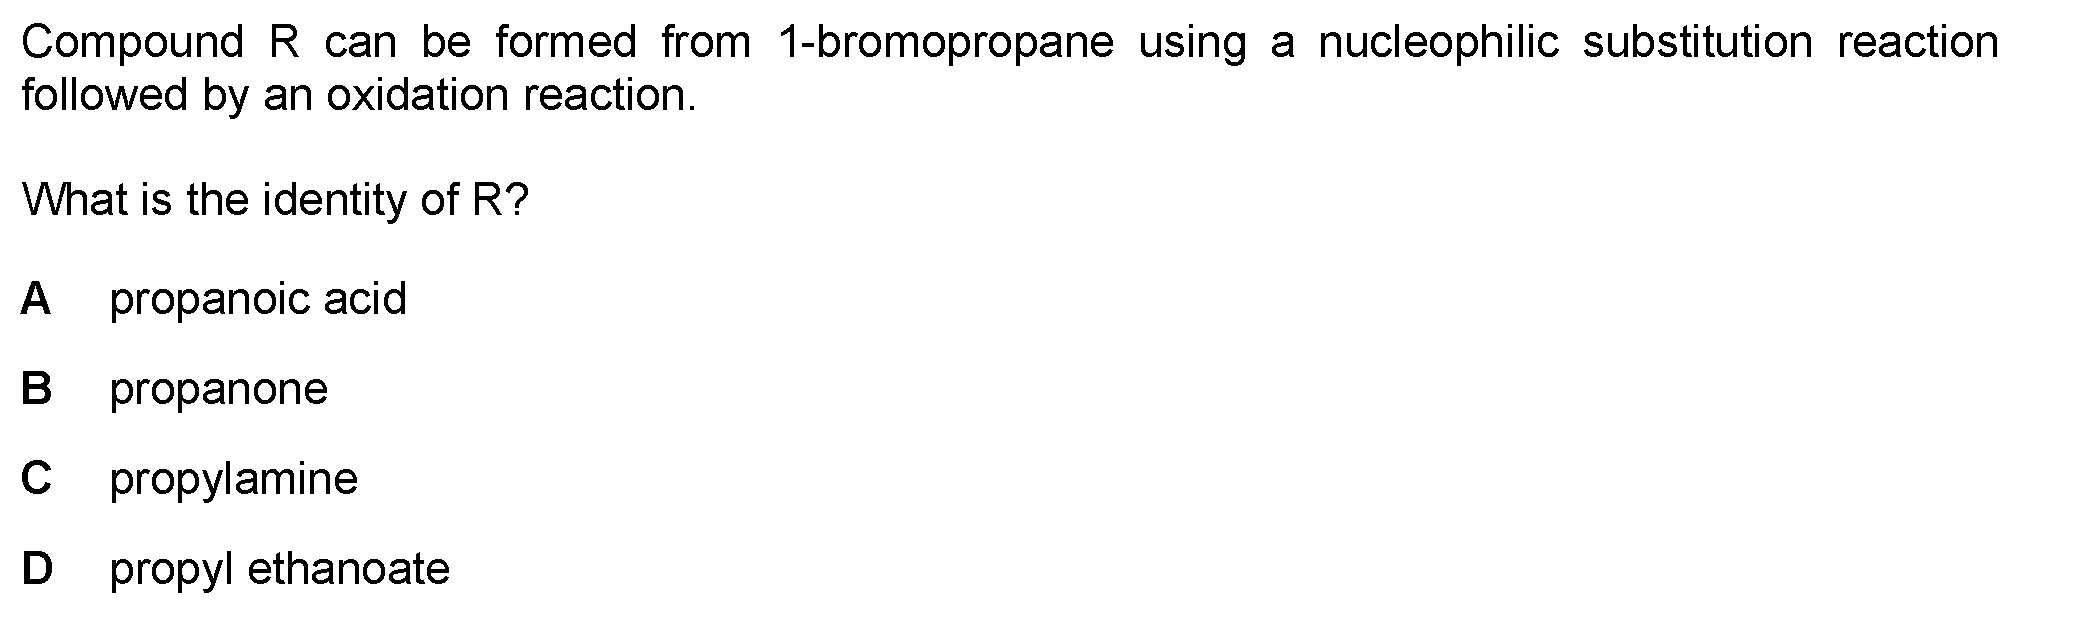 Compound R can be formed from 1-bromopropane using a nucleophilic substitution reaction
followed by an oxidation reaction.
What is the identity of R?
A propanoic acid
B propanone
C propylamine
D propyl ethanoate